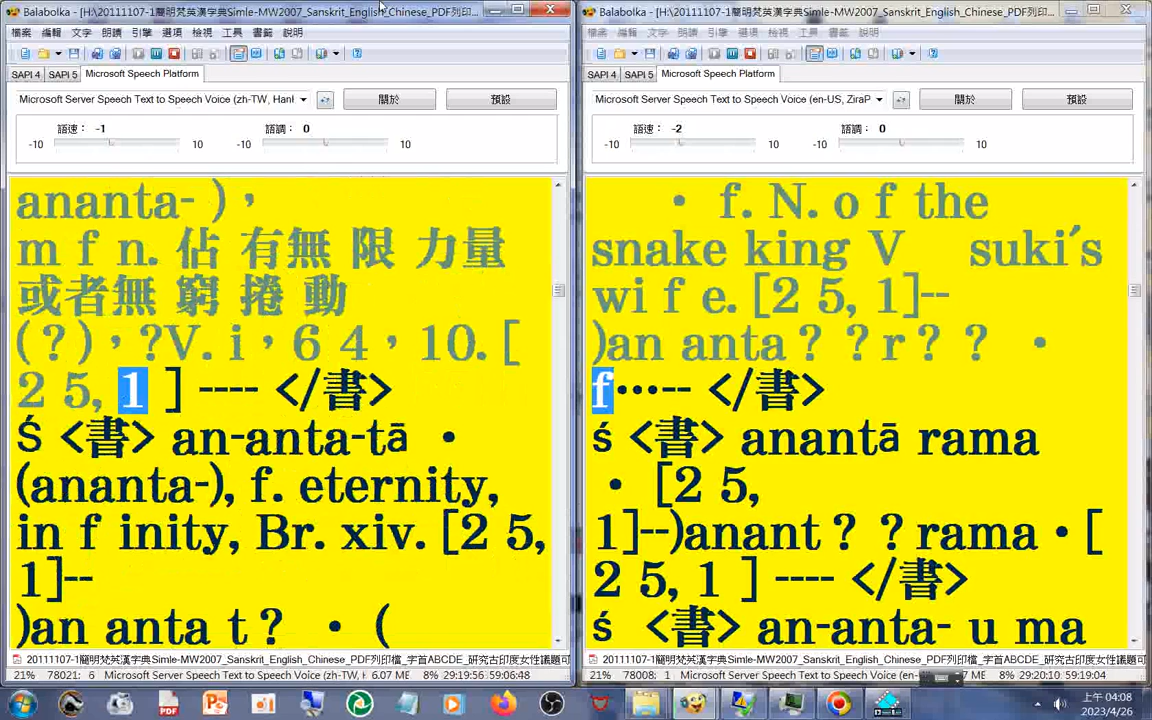 Balabolka - [H:\20111107-1簡明梵英漢字典Simle-MW2007_Sanskrit_English_Chinese_PDF列印...
檔案 編輯 文字 朗讀 引擎 選項 檢視 工具 書籤 說明
SAPI 4 SAPI 5 Microsoft Speech Platform
Microsoft Server Speech Text to Speech Voice (zh-TW, Hanl 關於 預設
語速： -1 語調： 0
-10 10 -10 10
ananta- )，
m f n. 佔 有無 限 力量
或者無 窮 捲 動
(？)，?V. i，6 4，10. [
2 5, 1 ] ---- </書>
Ś <書> an-anta-tā •
(ananta-), f. eternity,
in f inity, Br. xiv. [2 5,
1]--
)an anta t？ • (
20111107-1簡明梵英漢字典Simle-MW2007_Sanskrit_English_Chinese_PDF列印檔_字首ABCDE_研究古印度女性議題可
21% 78021: 6 Microsoft Server Speech Text to Speech Voice (zh-TW, H 6.07 MB 8% 29:19:56 59:06:48
Balabolka - [H:\20111107-1簡明梵英漢字典Simle-MW2007_Sanskrit_English_Chinese_PDF列印...
檔案 編輯 文字 朗讀 引擎 選項 檢視 工具 書籤 說明
SAPI 4 SAPI 5 Microsoft Speech Platform
Microsoft Server Speech Text to Speech Voice (en-US, ZiraP 關於 預設
語速： -2 語調： 0
-10 10 -10 10
• f. N. o f the
snake king V suki's
wi f e. [2 5, 1]--
)an anta？？r？？ •
f…-- </書>
ś <書> anantā rama
• [2 5,
1]--)anant？？rama • [
2 5, 1 ] ---- </書>
ś <書> an-anta- u ma
20111107-1簡明梵英漢字典Simle-MW2007_Sanskrit_English_Chinese_PDF列印檔_字首ABCDE_研究古印度女性議題可
21% 78008: 1 Microsoft Server Speech Text to Speech Voice 8% 29:20:10 59:19:04
上午 04:08
2023/4/26